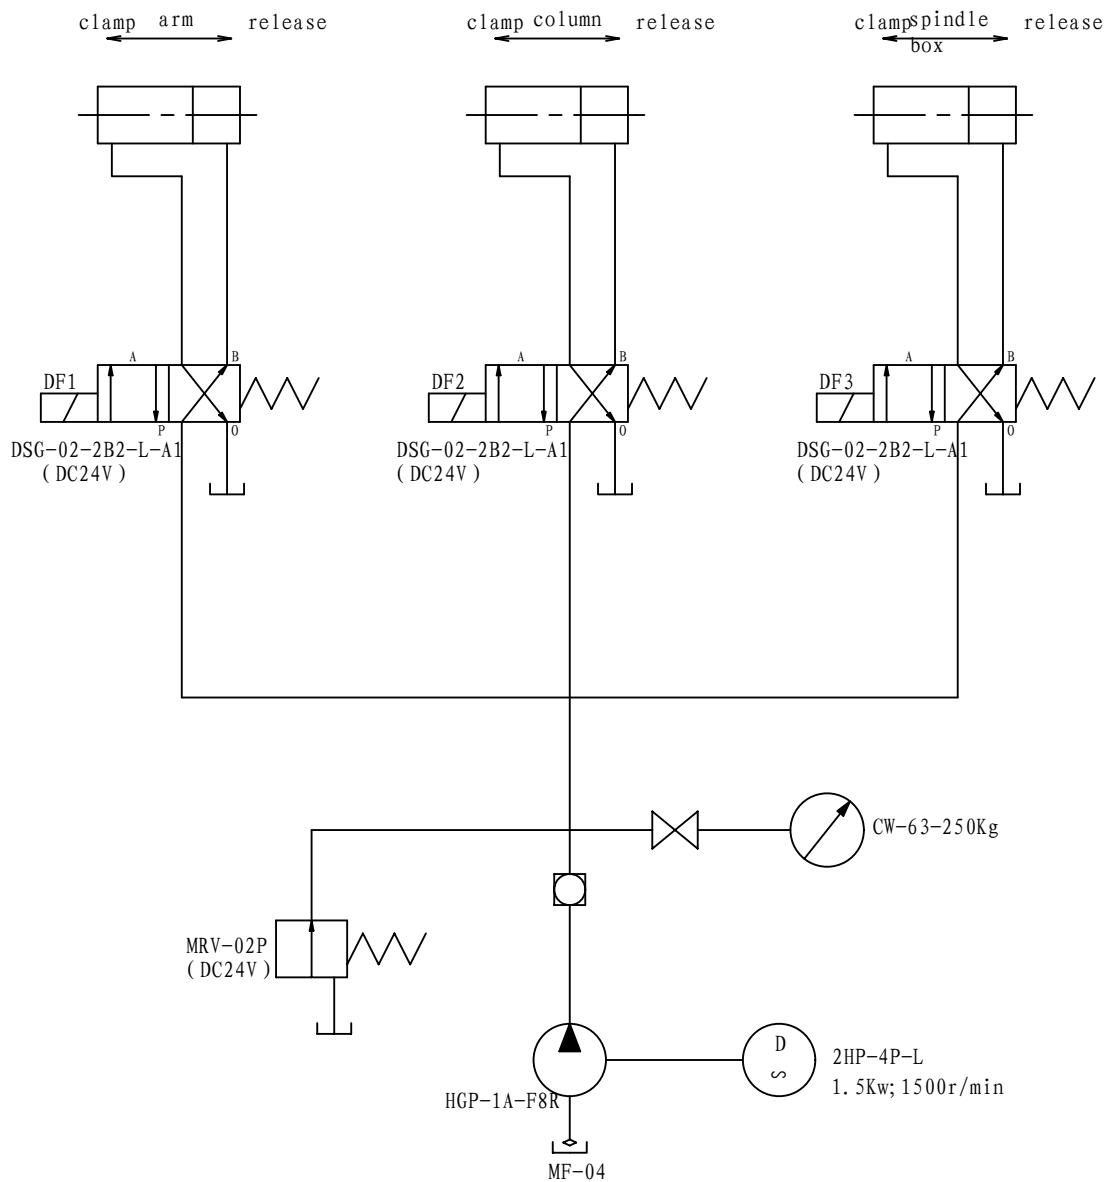 clamp arm release
clamp column release
clamp spindle release
box
A B
A B
A B
DF1
DF2
DF3
P O
P O
P O
DSG-02-2B2-L-A1
(DC24V)
DSG-02-2B2-L-A1
(DC24V)
DSG-02-2B2-L-A1
(DC24V)
CW-63-250Kg
MRV-02P
(DC24V)
D
S
2HP-4P-L
1.5Kw;1500r/min
HGP-1A-F8R
MF-04